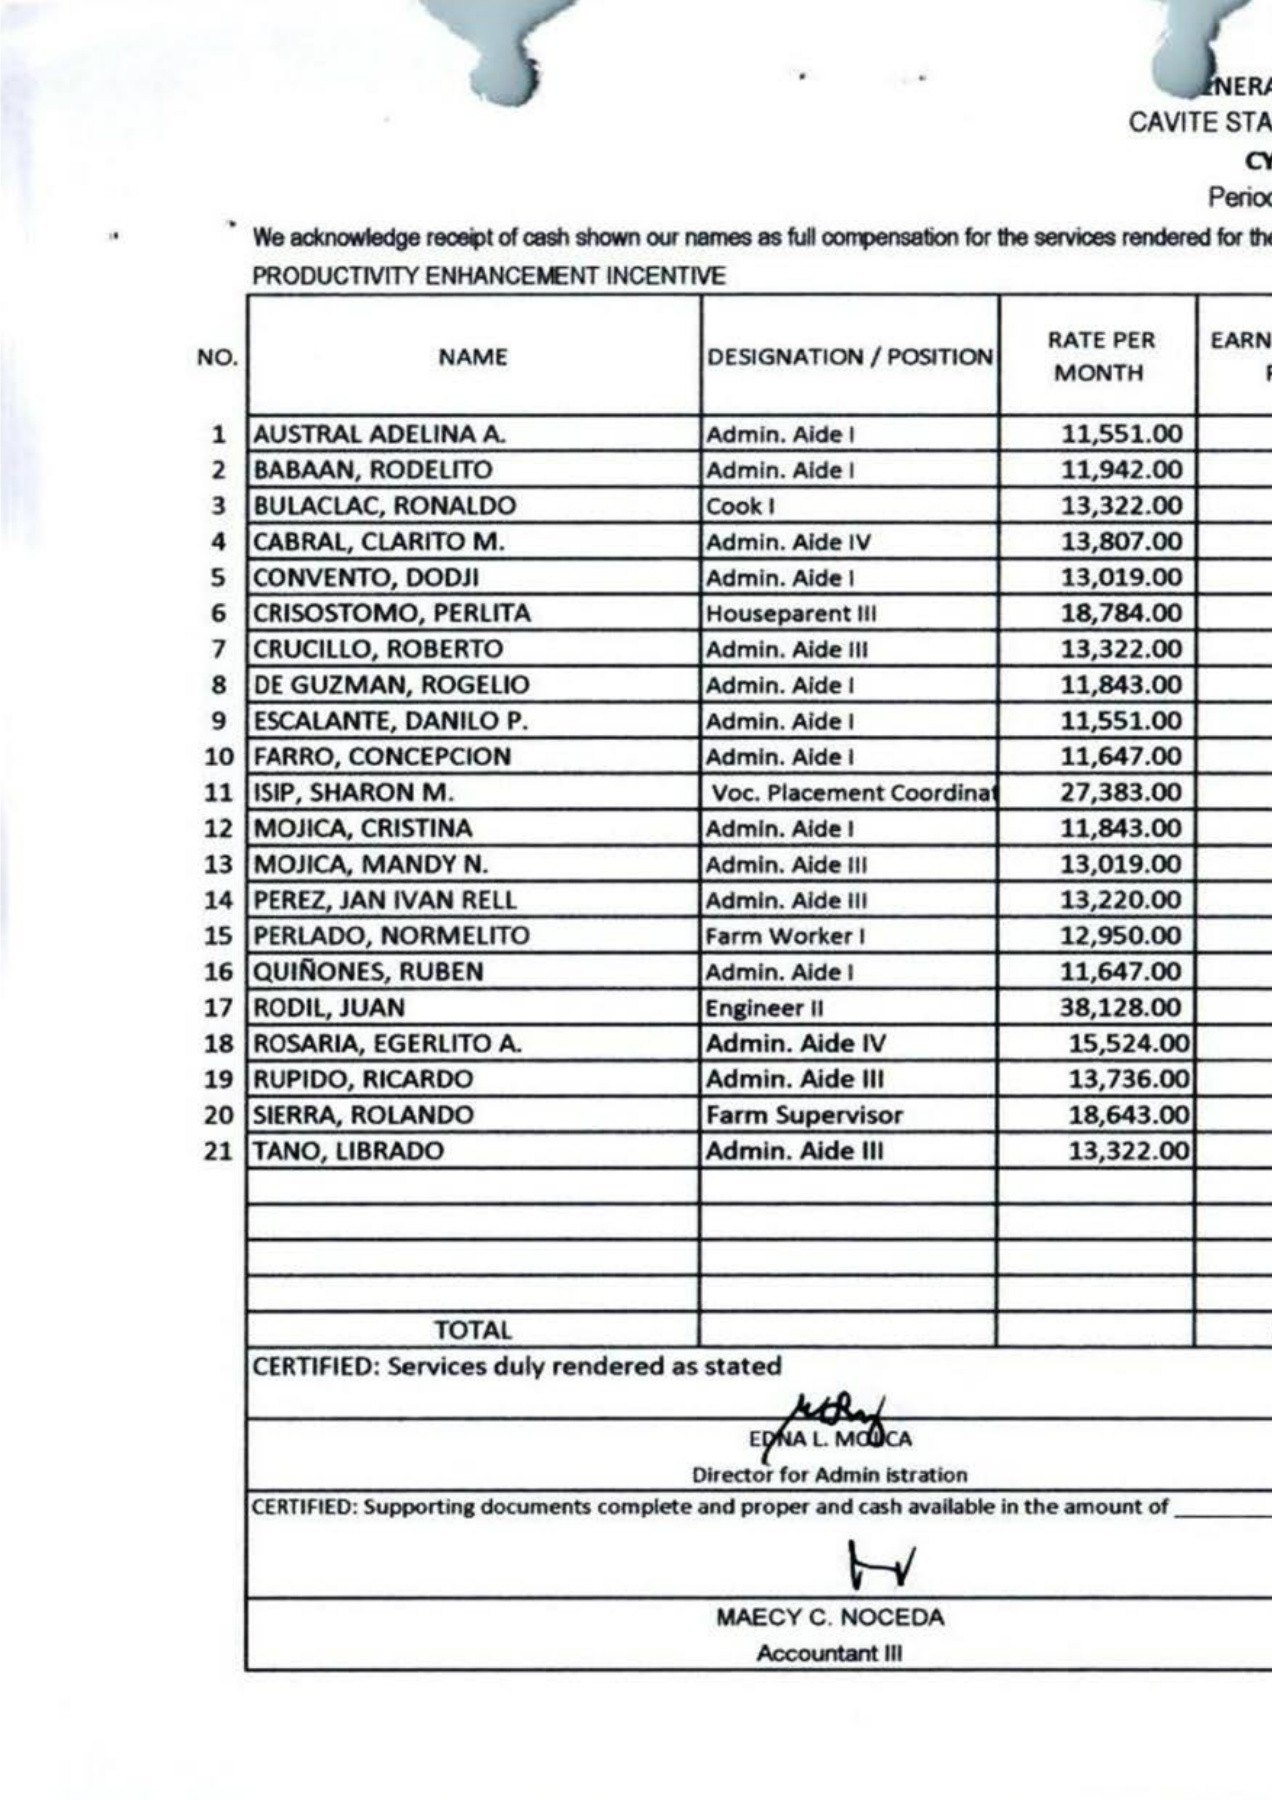 CAVITE STA
CY
Perio
We acknowledge receipt of cash shown our names as full compensation for the services rendered for the
PRODUCTIVITY ENHANCEMENT INCENTIVE
NO. NAME DESIGNATION / POSITION RATE PER MONTH EARN
1 AUSTRAL ADELINA A. Admin. Aide I 11,551.00
2 BABAAN, RODELITO Admin. Aide I 11,942.00
3 BULACLAC, RONALDO Cook I 13,322.00
4 CABRAL, CLARITO M. Admin. Aide IV 13,807.00
5 CONVENTO, DODJI Admin. Aide I 13,019.00
6 CRISOSTOMO, PERLITA Houseparent III 18,784.00
7 CRUCILLO, ROBERTO Admin. Aide III 13,322.00
8 DE GUZMAN, ROGELIO Admin. Aide I 11,843.00
9 ESCALANTE, DANILO P. Admin. Aide I 11,551.00
10 FARRO, CONCEPCION Admin. Aide I 11,647.00
11 ISIP, SHARON M. Voc. Placement Coordinat 27,383.00
12 MOJICA, CRISTINA Admin. Aide I 11,843.00
13 MOJICA, MANDY N. Admin. Aide III 13,019.00
14 PEREZ, JAN IVAN RELL Admin. Aide III 13,220.00
15 PERLADO, NORMELITO Farm Worker I 12,950.00
16 QUIÑONES, RUBEN Admin. Aide I 11,647.00
17 RODIL, JUAN Engineer II 38,128.00
18 ROSARIA, EGERLITO A. Admin. Aide IV 15,524.00
19 RUPIDO, RICARDO Admin. Aide III 13,736.00
20 SIERRA, ROLANDO Farm Supervisor 18,643.00
21 TANO, LIBRADO Admin. Aide III 13,322.00
TOTAL
CERTIFIED: Services duly rendered as stated
EDNA L. MOJICA
Director for Admin istration
CERTIFIED: Supporting documents complete and proper and cash available in the amount of
MAECY C. NOCEDA
Accountant III